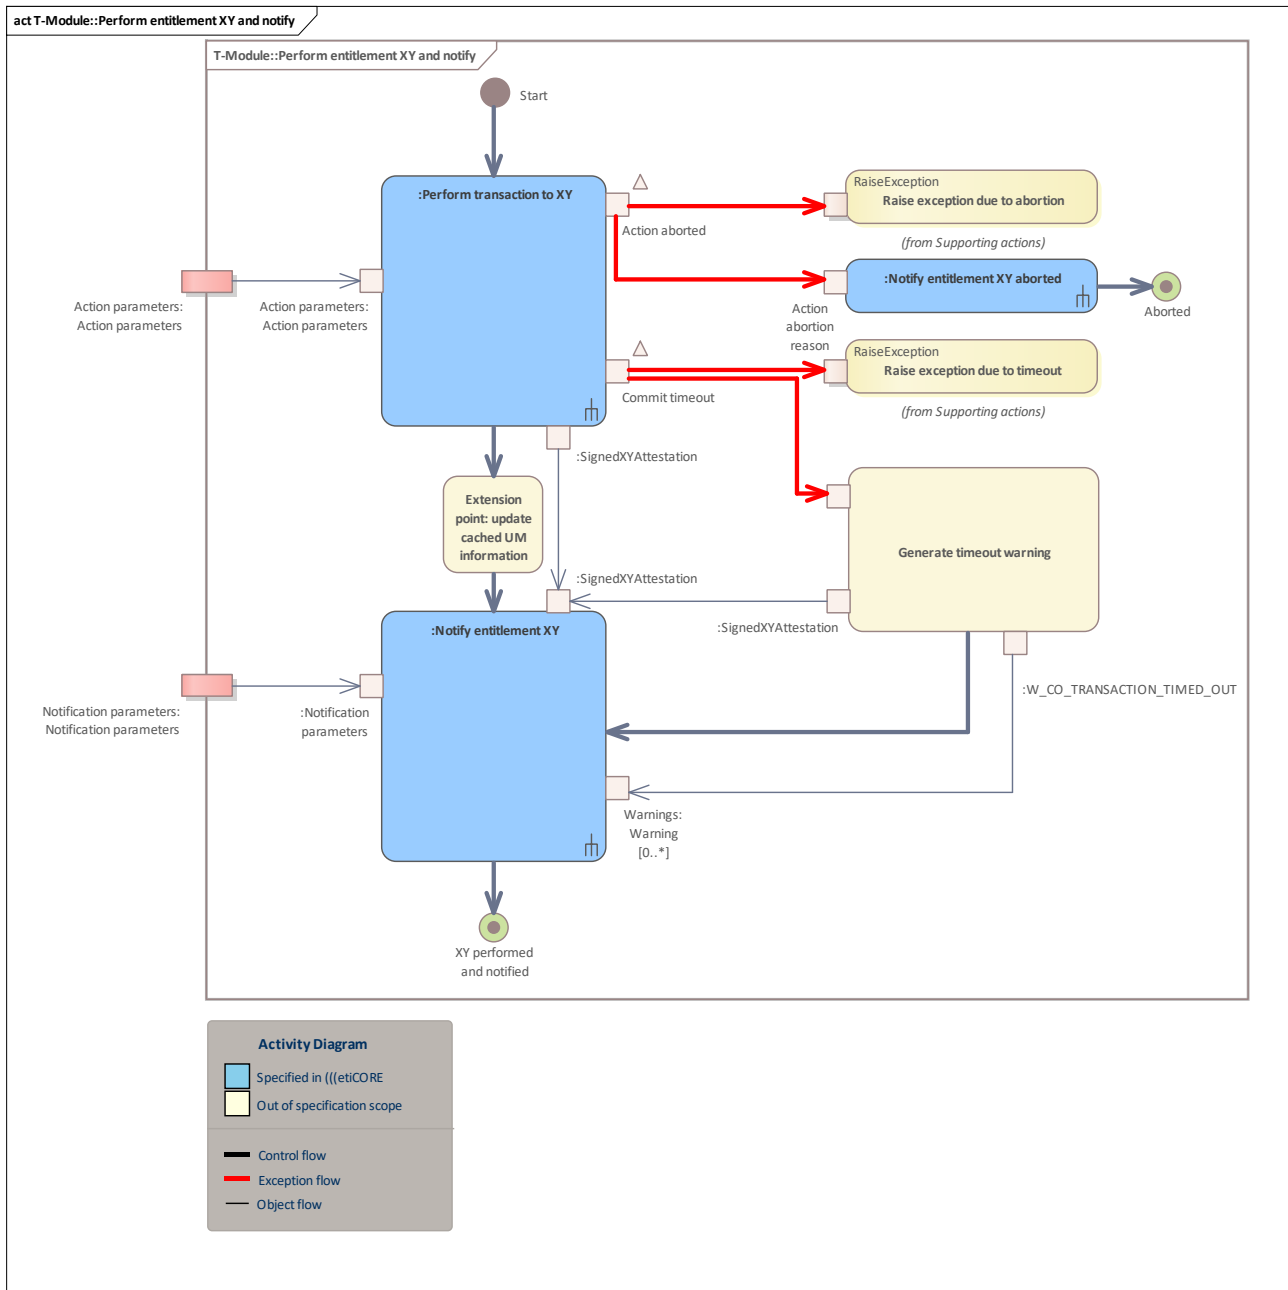 act T-Module::Perform entitlement XY and notify
T-Module::Perform entitlement XY and notify
Start
:Perform transaction to XY
RaiseException
Raise exception due to abortion
(from Supporting actions)
Action aborted
:Notify entitlement XY aborted
Action
abortion
reason
Aborted
Action parameters:
Action parameters
Action parameters:
Action parameters
RaiseException
Raise exception due to timeout
(from Supporting actions)
Commit timeout
:SignedXYAttestation
Extension
point: update
cached UM
information
Generate timeout warning
:SignedXYAttestation
:SignedXYAttestation
:Notify entitlement XY
:W_CO_TRANSACTION_TIMED_OUT
Notification parameters:
Notification parameters
:Notification
parameters
Warnings:
Warning
[0..*]
XY performed
and notified
Activity Diagram
Specified in (((etiCORE
Out of specification scope
Control flow
Exception flow
Object flow